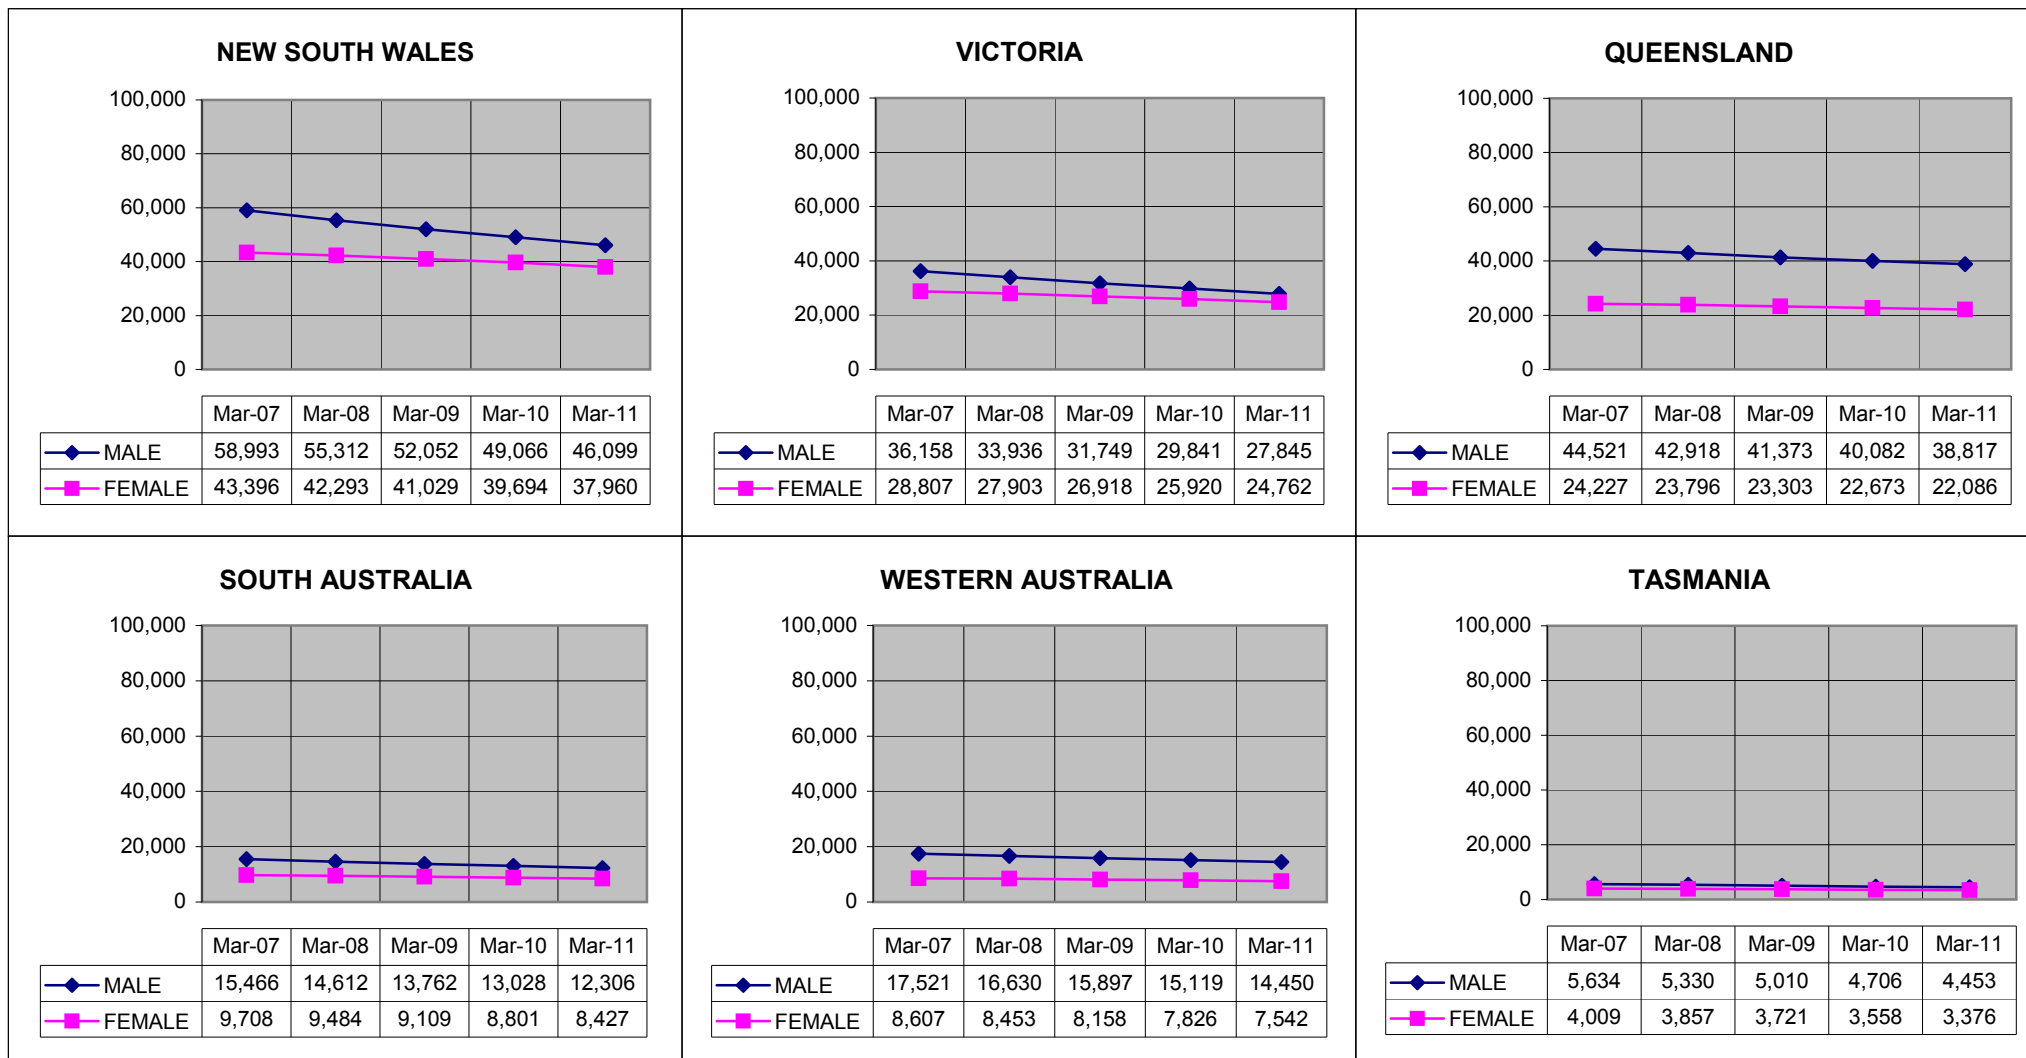 NEW SOUTH WALES
100,000
80,000
60,000
40,000
20,000
0
Mar-07 Mar-08 Mar-09 Mar-10 Mar-11
MALE 58,993 55,312 52,052 49,066 46,099
FEMALE 43,396 42,293 41,029 39,694 37,960
VICTORIA
100,000
80,000
60,000
40,000
20,000
0
Mar-07 Mar-08 Mar-09 Mar-10 Mar-11
MALE 36,158 33,936 31,749 29,841 27,845
FEMALE 28,807 27,903 26,918 25,920 24,762
QUEENSLAND
100,000
80,000
60,000
40,000
20,000
0
Mar-07 Mar-08 Mar-09 Mar-10 Mar-11
MALE 44,521 42,918 41,373 40,082 38,817
FEMALE 24,227 23,796 23,303 22,673 22,086
SOUTH AUSTRALIA
100,000
80,000
60,000
40,000
20,000
0
Mar-07 Mar-08 Mar-09 Mar-10 Mar-11
MALE 15,466 14,612 13,762 13,028 12,306
FEMALE 9,708 9,484 9,109 8,801 8,427
WESTERN AUSTRALIA
100,000
80,000
60,000
40,000
20,000
0
Mar-07 Mar-08 Mar-09 Mar-10 Mar-11
MALE 17,521 16,630 15,897 15,119 14,450
FEMALE 8,607 8,453 8,158 7,826 7,542
TASMANIA
100,000
80,000
60,000
40,000
20,000
0
Mar-07 Mar-08 Mar-09 Mar-10 Mar-11
MALE 5,634 5,330 5,010 4,706 4,453
FEMALE 4,009 3,857 3,721 3,558 3,376